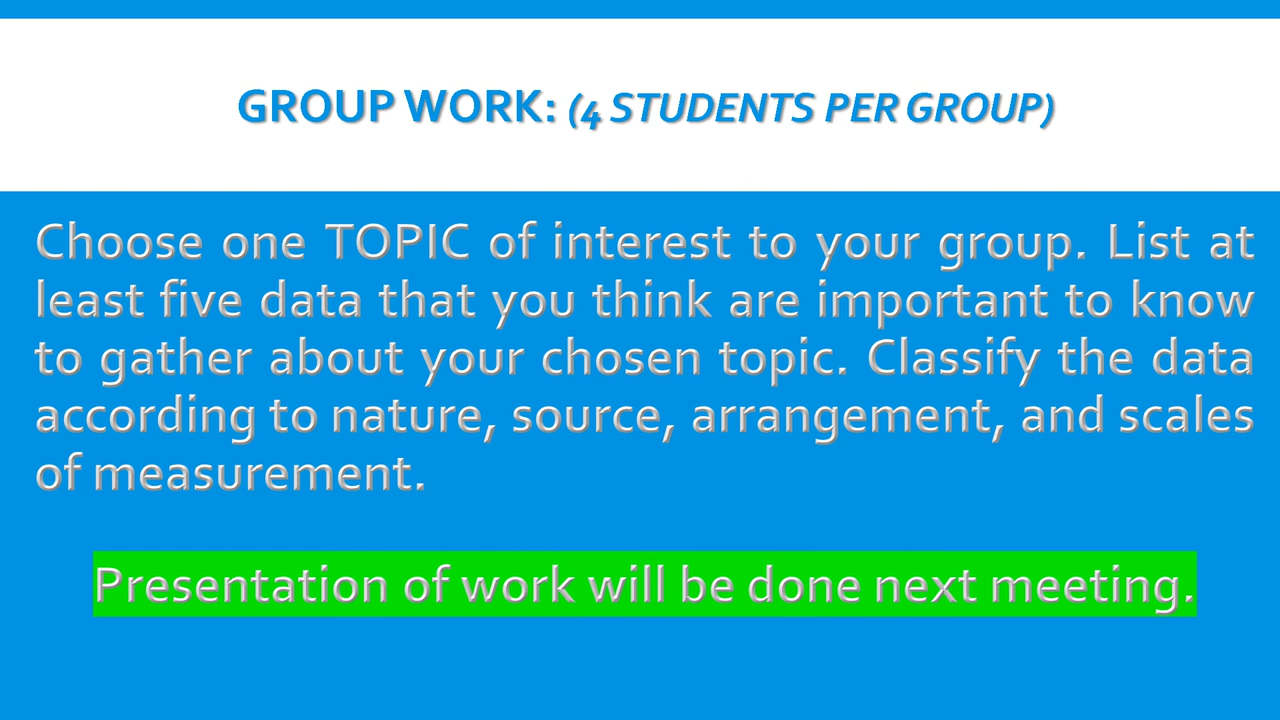 GROUP WORK: (4 STUDENTS PER GROUP)
Choose one TOPIC of interest to your group. List at
least five data that you think are important to know
to gather about your chosen topic. Classify the data
according to nature, source, arrangement, and scales
of measurement.
Presentation of work will be done next meeting.